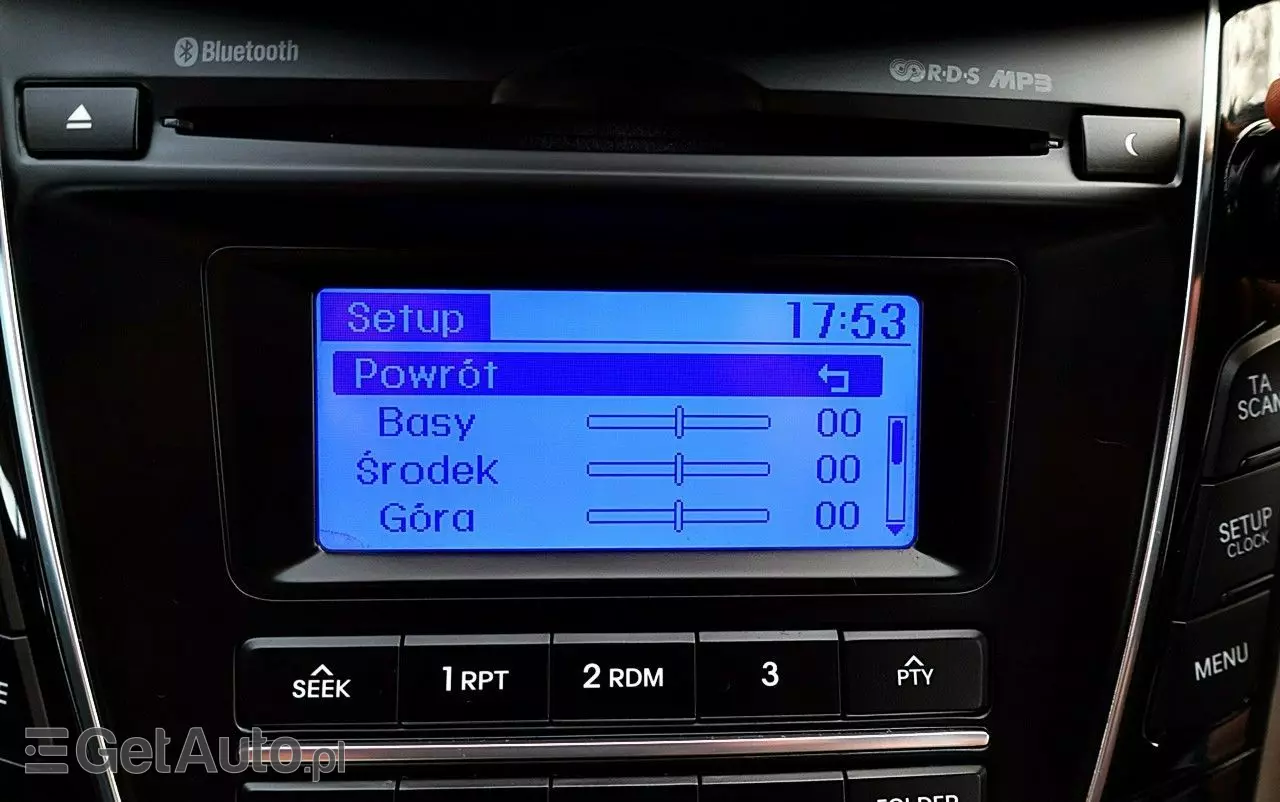 Bluetooth
R·D·S MP3
Setup 17:53
Powrót
Basy 00
Środek 00
Góra 00
TA
SCAN
SETUP
CLOCK
MENU
SEEK 1 RPT 2 RDM 3 PTY
GetAuto.pl
FOLDER